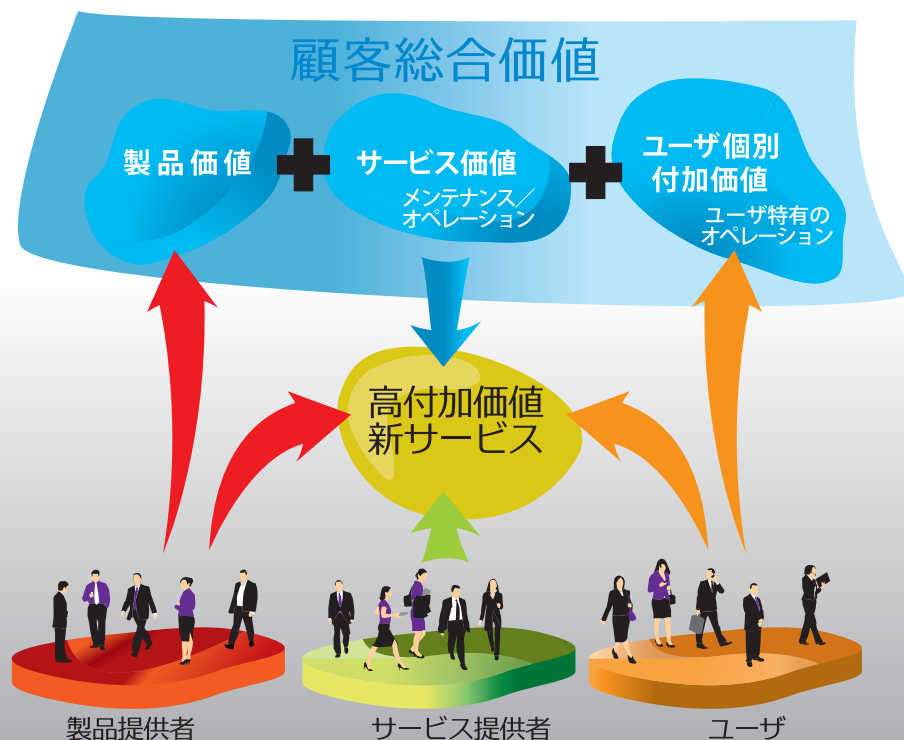 顧客総合価値
製品価値
サービス価値
メンテナンス／
オペレーション
ユーザ個別
付加価値
ユーザ特有の
オペレーション
高付加価値
新サービス
製品提供者
サービス提供者
ユーザ